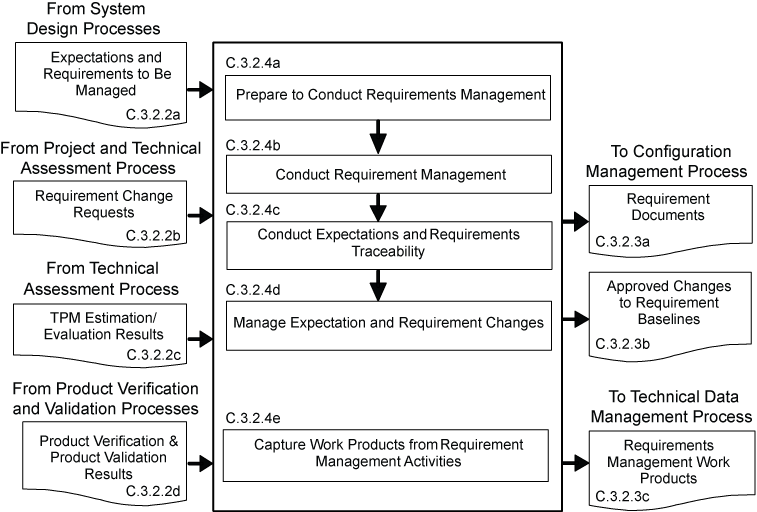 From System
Design Processes
Expectations and
Requirements to Be
Managed
C.3.2.2a
From Project and Technical
Assessment Process
Requirement Change
Requests
C.3.2.2b
From Technical
Assessment Process
TPM Estimation/
Evaluation Results
C.3.2.2c
From Product Verification
and Validation Processes
Product Verification &
Product Validation
Results
C.3.2.2d
C.3.2.4a
Prepare to Conduct Requirements Management
C.3.2.4b
Conduct Requirement Management
C.3.2.4c
Conduct Expectations and Requirements
Traceability
C.3.2.4d
Manage Expectation and Requirement Changes
C.3.2.4e
Capture Work Products from Requirement
Management Activities
To Configuration
Management Process
Requirement
Documents
C.3.2.3a
Approved Changes
to Requirement
Baselines
C.3.2.3b
To Technical Data
Management Process
Requirements
Management Work
Products
C.3.2.3c